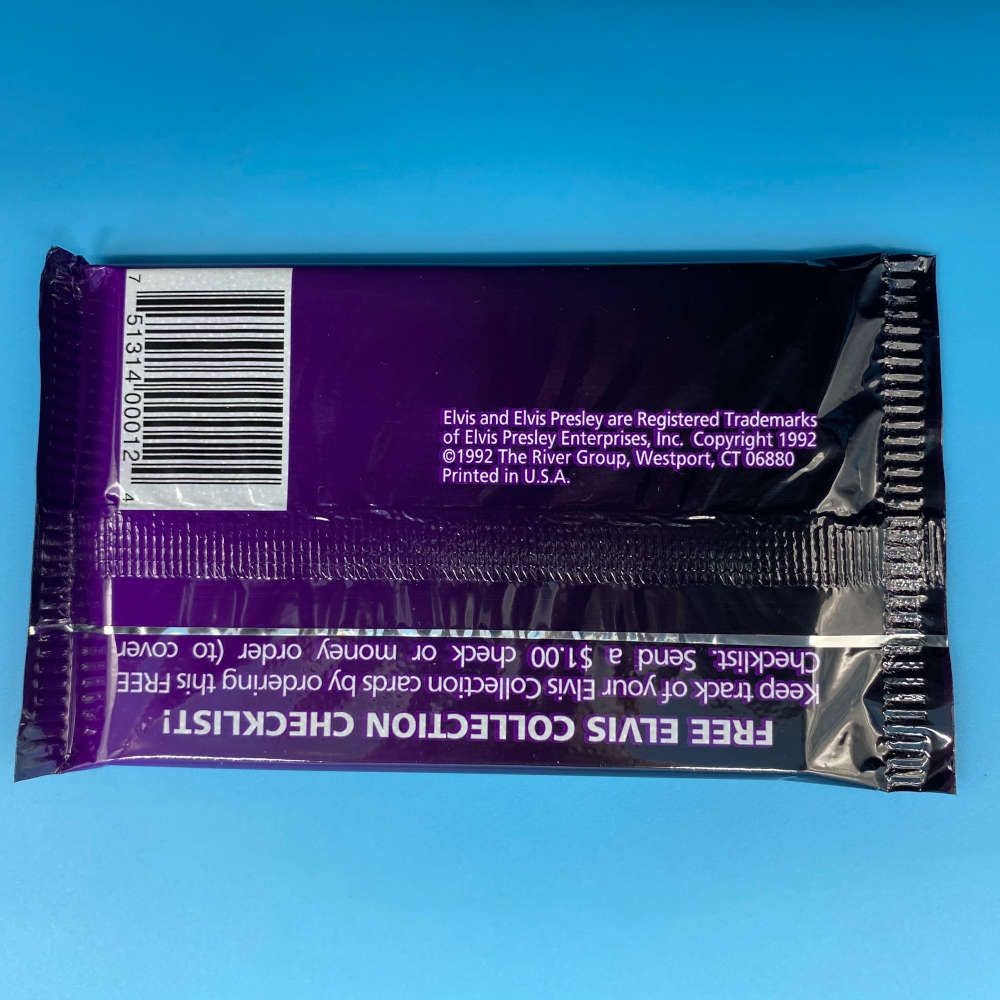 7 51314 00012 4
Elvis and Elvis Presley are Registered Trademarks
of Elvis Presley Enterprises, Inc. Copyright 1992
©1992 The River Group, Westport, CT 06880
Printed in U.S.A.
FREE ELVIS COLLECTION CHECKLIST!
Keep track of your Elvis Collection cards by ordering this FREE
Checklist. Send a $1.00 check or money order (to cover